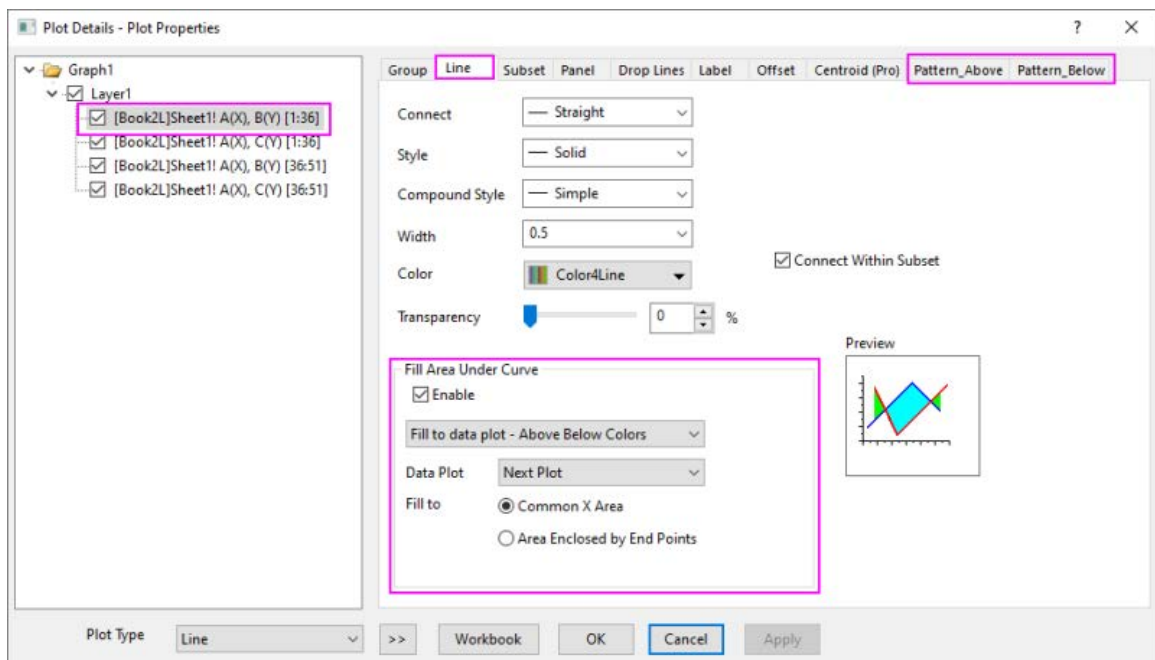 Plot Details - Plot Properties
?
Graph1
Layer1
[Book2L]Sheet1! A(X), B(Y) [1:36]
[Book2L]Sheet1! A(X), C(Y) [1:36]
[Book2L]Sheet1! A(X), B(Y) [36:51]
[Book2L]Sheet1! A(X), C(Y) [36:51]
Group Line Subset Panel Drop Lines Label Offset Centroid (Pro) Pattern_Above Pattern_Below
Connect Straight
Style Solid
Compound Style Simple
Width 0.5
Connect Within Subset
Color Color4Line
Transparency 0 %
Preview
Fill Area Under Curve
Enable
Fill to data plot - Above Below Colors
Data Plot Next Plot
Fill to Common X Area
Area Enclosed by End Points
Plot Type Line >> Workbook OK Cancel Apply